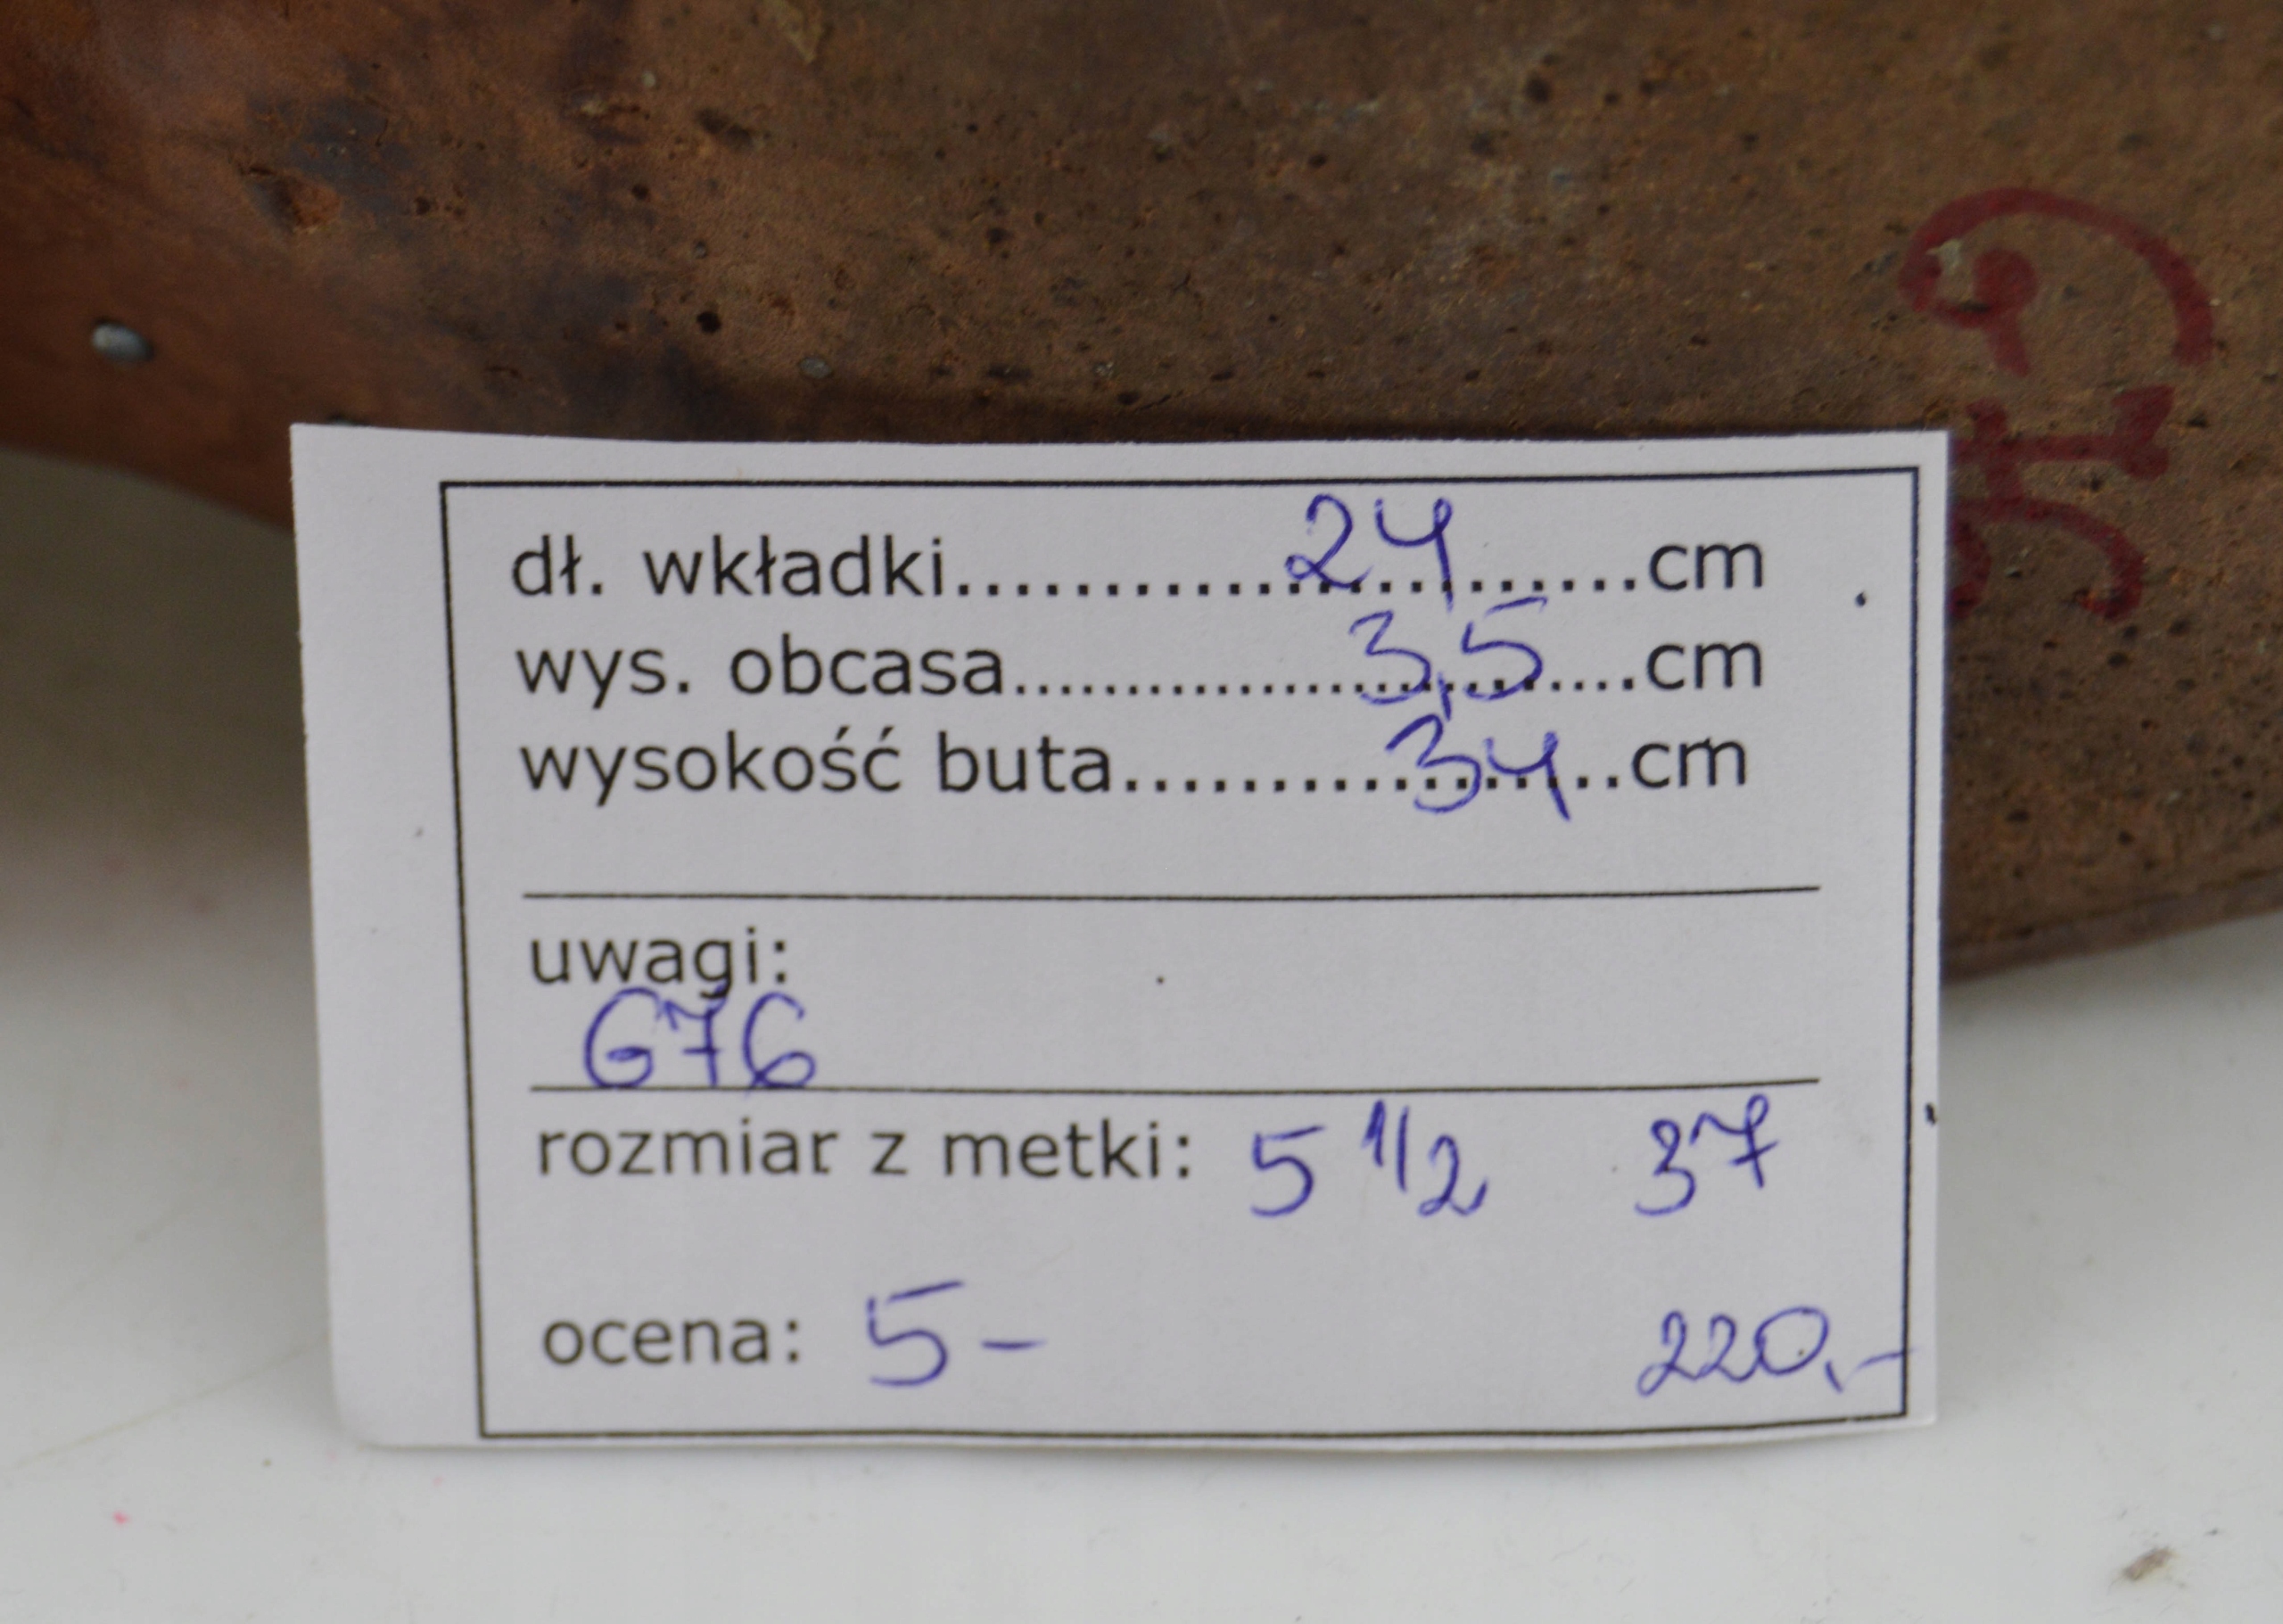 dł. wkładki......................24.......cm
wys. obcasa......................3,5......cm
wysokość buta................34..cm
uwagi:
G76
rozmiar z metki: 5 1/2 37
ocena: 5- 220,-